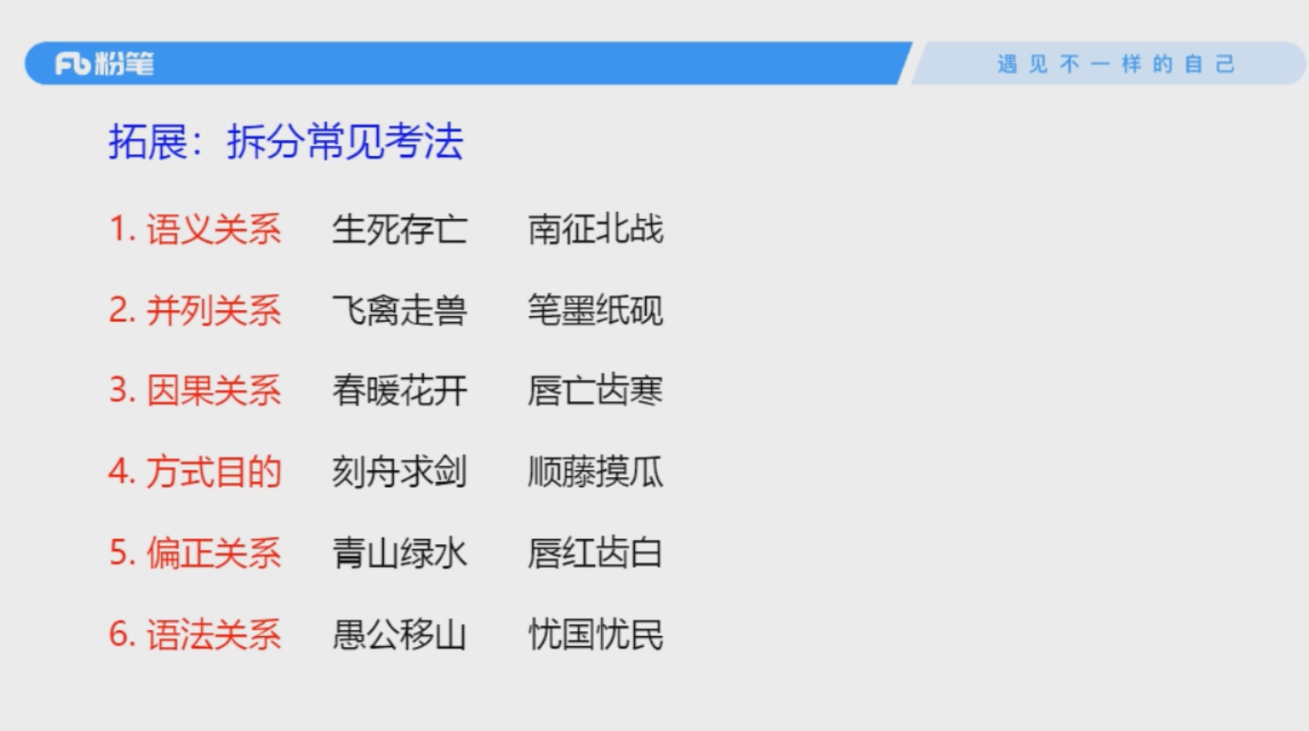 粉笔
遇见不一样的自己
拓展：拆分常见考法
1. 语义关系 生死存亡 南征北战
2. 并列关系 飞禽走兽 笔墨纸砚
3. 因果关系 春暖花开 唇亡齿寒
4. 方式目的 刻舟求剑 顺藤摸瓜
5. 偏正关系 青山绿水 唇红齿白
6. 语法关系 愚公移山 忧国忧民